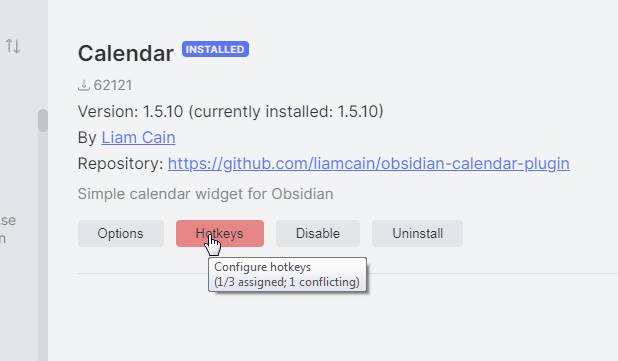 Calendar INSTALLED
62121
Version: 1.5.10 (currently installed: 1.5.10)
By Liam Cain
Repository: https://github.com/liamcain/obsidian-calendar-plugin
Simple calendar widget for Obsidian
se
n
Options Hotkeys Disable Uninstall
Configure hotkeys
(1/3 assigned; 1 conflicting)